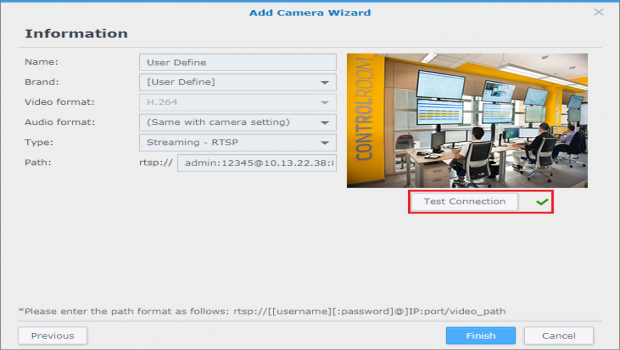 Add Camera Wizard
Information
Name: User Define
Brand: [User Define]
Video format: H.264
Audio format: (Same with camera setting)
Type: Streaming - RTSP
Path: rtsp:// admin:12345@10.13.22.38:
CONTROLROOM
Test Connection
*Please enter the path format as follows: rtsp://[[username][:password]@]IP:port/video_path
Previous
Finish
Cancel